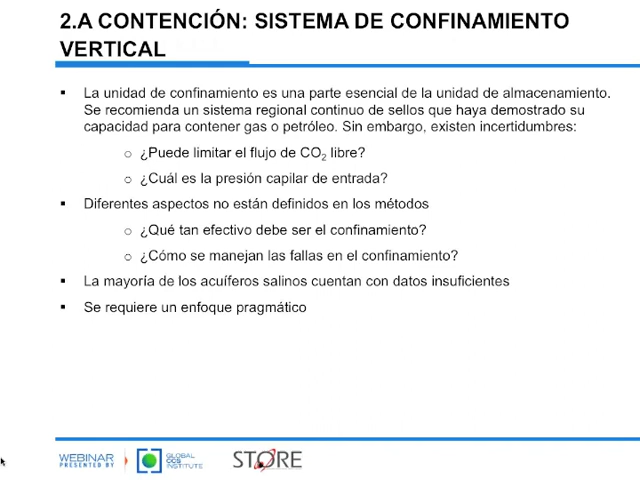 2.A CONTENCIÓN: SISTEMA DE CONFINAMIENTO
VERTICAL
▪ La unidad de confinamiento es una parte esencial de la unidad de almacenamiento.
Se recomienda un sistema regional continuo de sellos que haya demostrado su
capacidad para contener gas o petróleo. Sin embargo, existen incertidumbres:
o ¿Puede limitar el flujo de CO₂ libre?
o ¿Cuál es la presión capilar de entrada?
▪ Diferentes aspectos no están definidos en los métodos
o ¿Qué tan efectivo debe ser el confinamiento?
o ¿Cómo se manejan las fallas en el confinamiento?
▪ La mayoría de los acuíferos salinos cuentan con datos insuficientes
▪ Se requiere un enfoque pragmático
WEBINAR
PRESENTED BY
GLOBAL
CCS
INSTITUTE
STORE